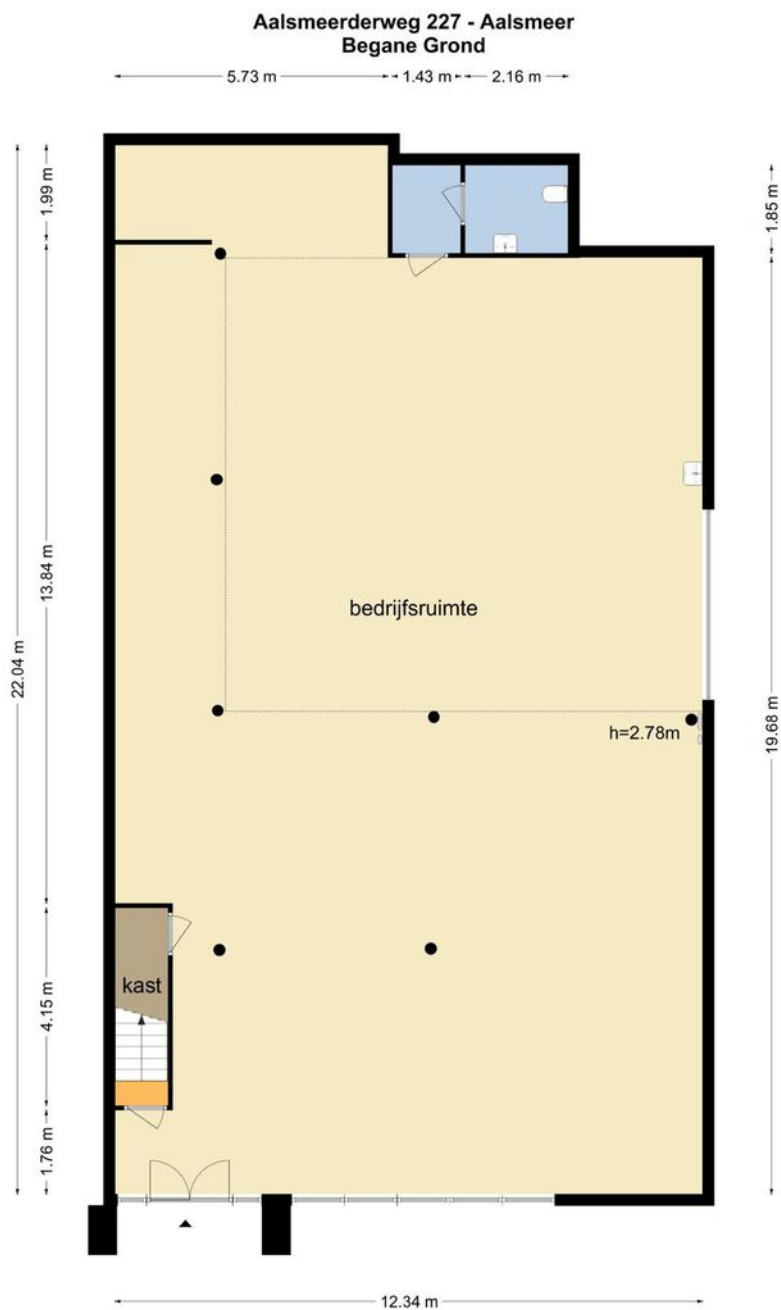 Aalsmeerderweg 227 - Aalsmeer
Begane Grond
5.73 m
1.43 m
2.16 m
1.99 m
1.85 m
13.84 m
22.04 m
bedrijfsruimte
19.68 m
h=2.78m
kast
4.15 m
1.76 m
12.34 m